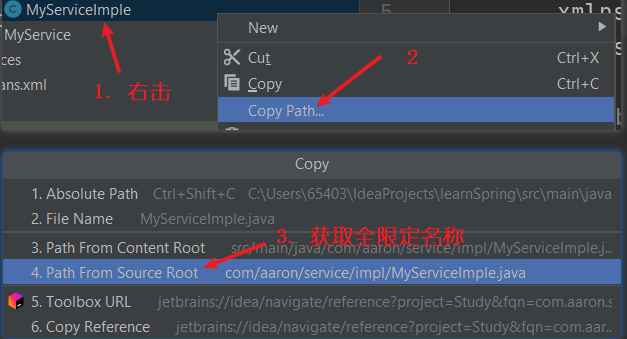 MyServiceImple
5
xmlns
MyService
New
ces
Cut Ctrl+X
2
ans.xml
1. 右击
Copy Ctrl+C
Copy Path...
Copy
1. Absolute Path Ctrl+Shift+C C:\Users\65403\IdeaProjects\learnSpring\src\main\java
2. File Name MyServiceImple.java
3. 获取全限定名称
3. Path From Content Root src/main/java/com/aaron/service/impl/MyServiceImple.j..
4. Path From Source Root com/aaron/service/impl/MyServiceImple.java
5. Toolbox URL jetbrains://idea/navigate/reference?project=Study&fqn=com.aaron.s
6. Copy Reference jetbrains://idea/navigate/reference?project=Study&fqn=com.aar..